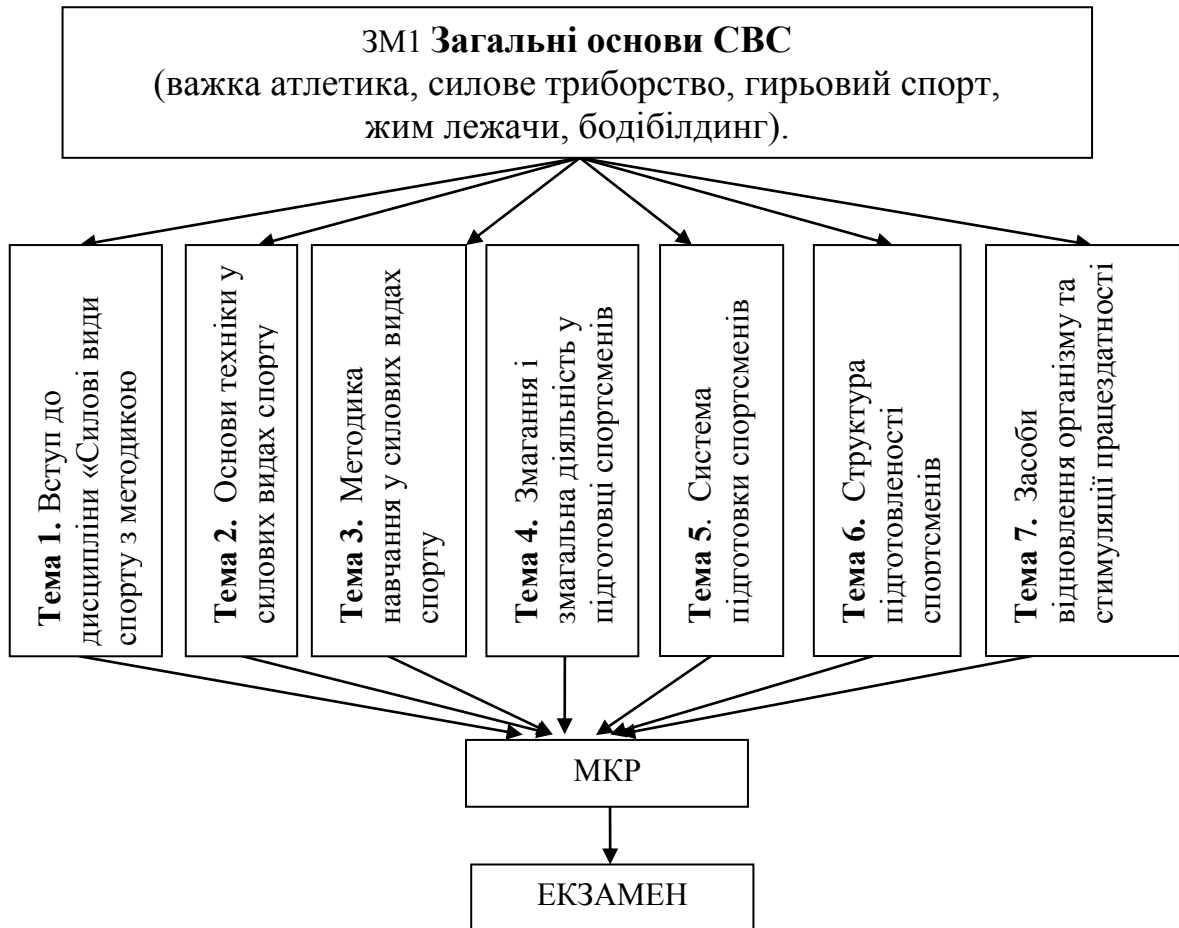 ЗМ1 Загальні основи СВС
(важка атлетика, силове триборство, гирьовий спорт,
жим лежачи, бодібілдинг).
Тема 1. Вступ до
дисципліни «Силові види
спорту з методикою
Тема 2. Основи техніки у
силових видах спорту
Тема 3. Методика
навчання у силових видах
спорту
Тема 4. Змагання і
змагальна діяльність у
підготовці спортсменів
Тема 5. Система
підготовки спортсменів
Тема 6. Структура
підготовленості
спортсменів
Тема 7. Засоби
відновлення організму та
стимуляції працездатності
МКР
ЕКЗАМЕН